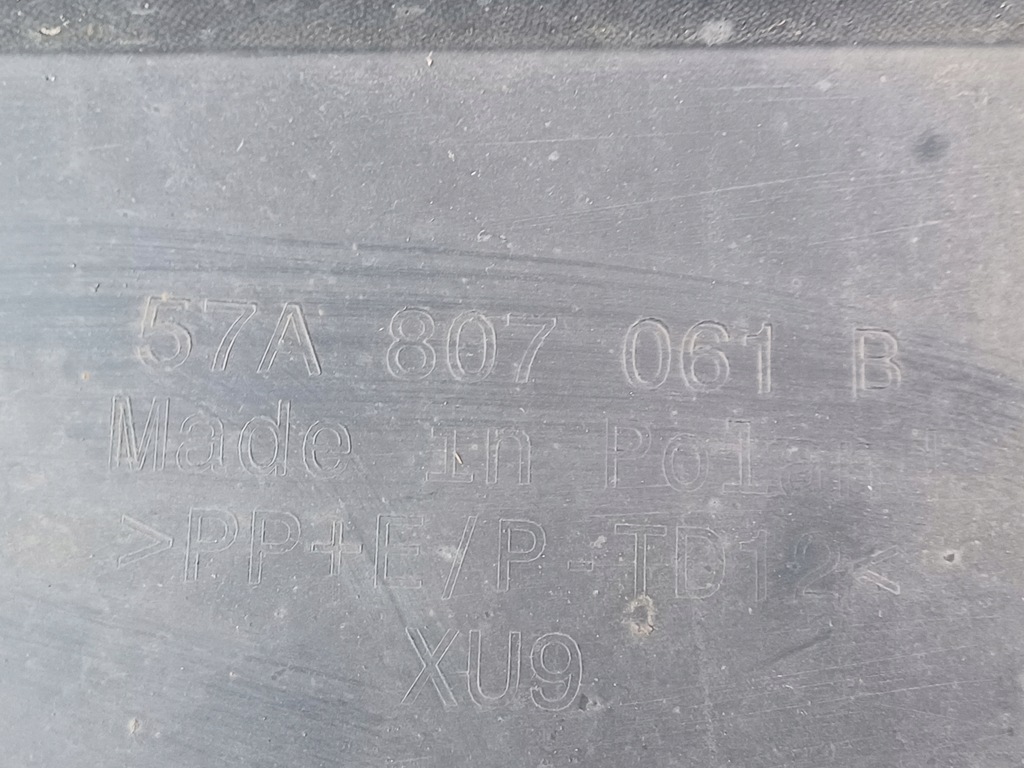 57A 807 061 B
Made in Poland
>PP+E/P-TD12<
XU9